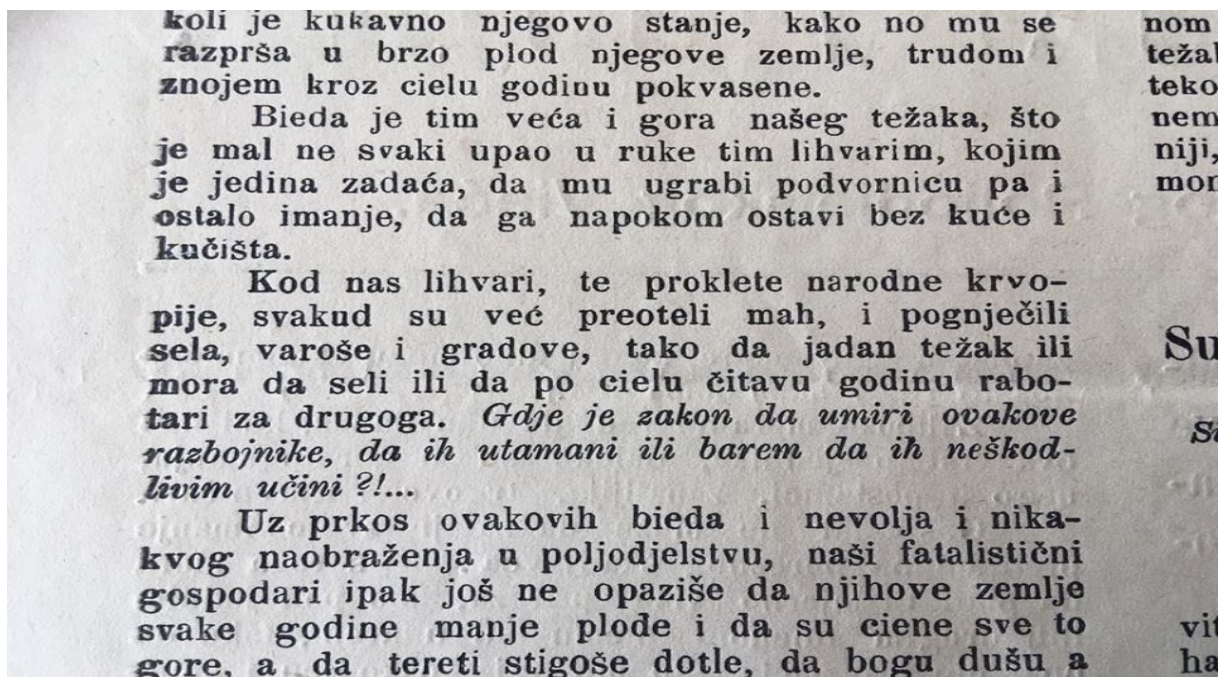 koli je kukavno njegovo stanje, kako no mu se
razprša u brzo plod njegove zemlje, trudom i
znojem kroz cielu godinu pokvasene.
Bieda je tim veća i gora našeg težaka, što
je mal ne svaki upao u ruke tim lihvarim, kojim
je jedina zadaća, da mu ugrabi podvornicu pa i
ostalo imanje, da ga napokom ostavi bez kuće i
kučišta.
Kod nas lihvari, te proklete narodne krvo-
pije, svakud su već preoteli mah, i pognječili
sela, varoše i gradove, tako da jadan težak ili
mora da seli ili da po cielu čitavu godinu rabo-
tari za drugoga. Gdje je zakon da umiri ovakove
razbojnike, da ih utamani ili barem da ih neškod-
livim učini ?!...
Uz prkos ovakovih bieda i nevolja i nika-
kvog naobraženja u poljodjelstvu, naši fatalistični
gospodari ipak još ne opaziše da njihove zemlje
svake godine manje plode i da su ciene sve to
gore, a da tereti stigoše dotle, da bogu dušu a
nom
teko
nem
niji,
Su
vit
ha